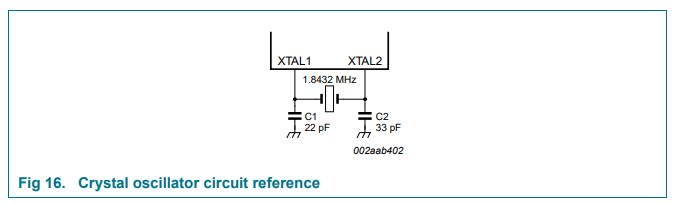 XTAL1 XTAL2
1.8432 MHz
C1 C2
22 pF 33 pF
002aab402
Fig 16. Crystal oscillator circuit reference